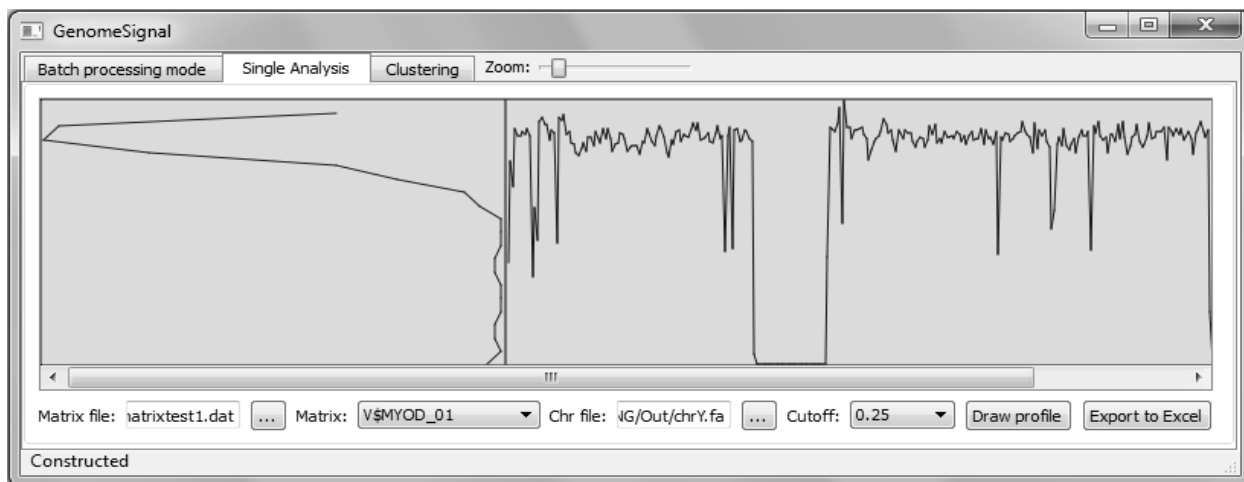 GenomeSignal
Batch processing mode Single Analysis Clustering Zoom:
Matrix file: ıatrixtest1.dat ... Matrix: V$MYOD_01 Chr file: NG/Out/chrY.fa ... Cutoff: 0.25 Draw profile Export to Excel
Constructed